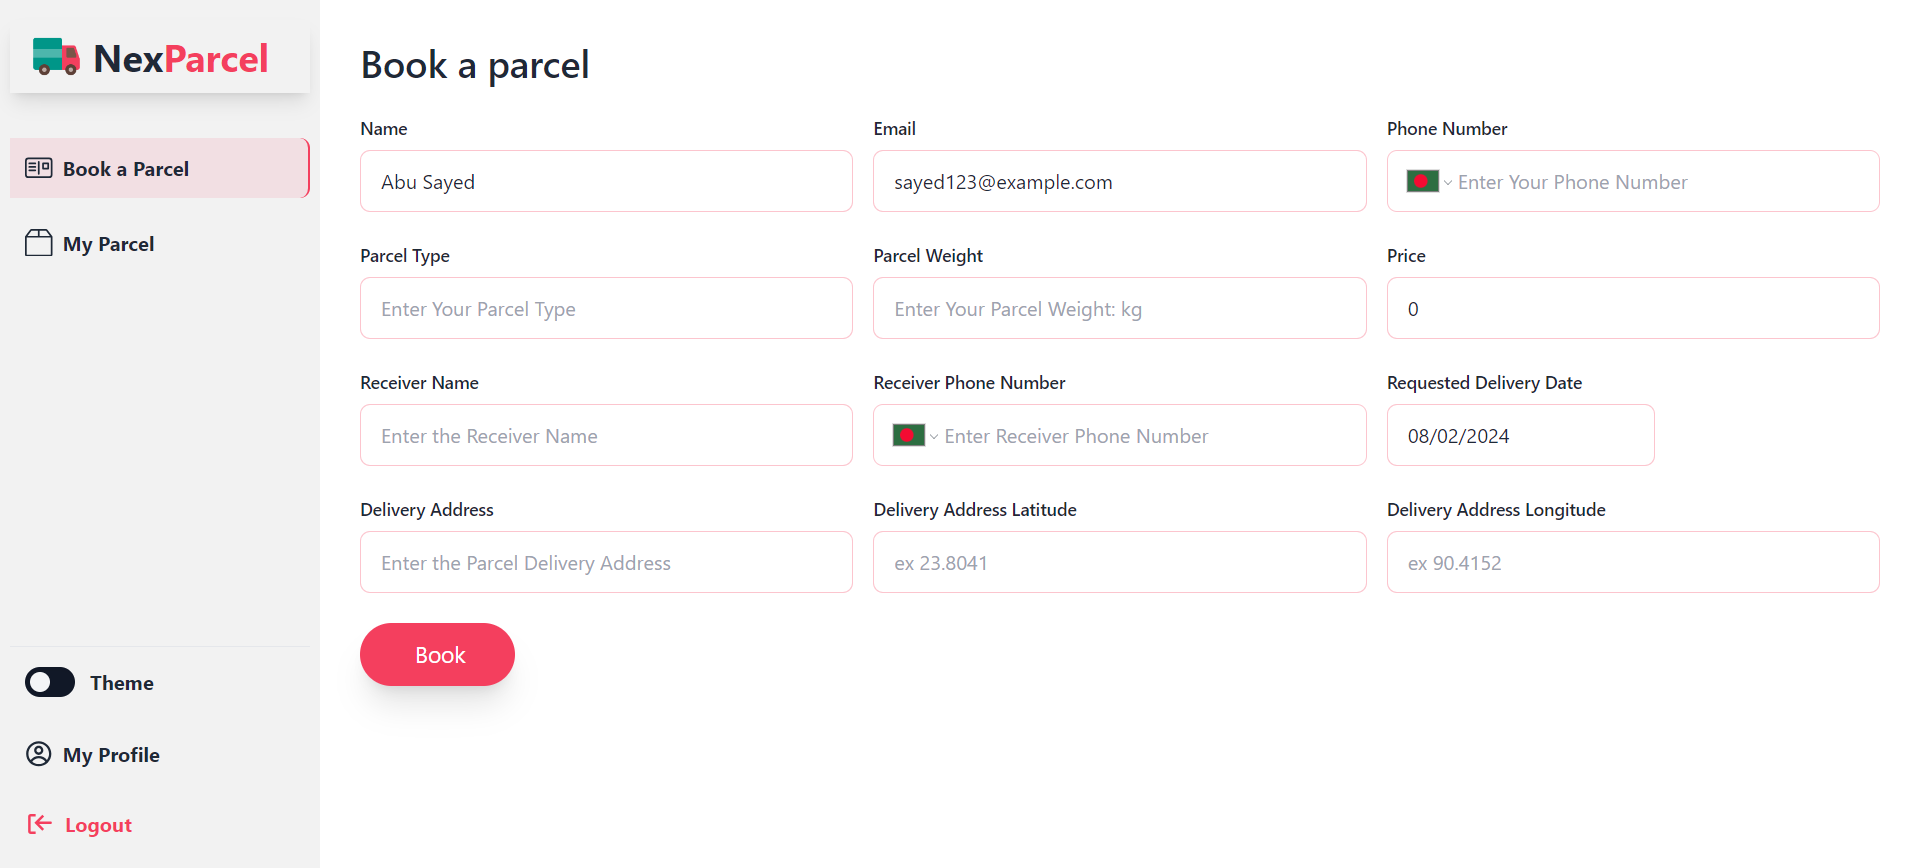 NexParcel
Book a Parcel
My Parcel
Theme
My Profile
Logout
Book a parcel
Name
Email
Phone Number
Abu Sayed
sayed123@example.com
Enter Your Phone Number
Parcel Type
Parcel Weight
Price
Enter Your Parcel Type
Enter Your Parcel Weight: kg
0
Receiver Name
Receiver Phone Number
Requested Delivery Date
Enter the Receiver Name
Enter Receiver Phone Number
08/02/2024
Delivery Address
Delivery Address Latitude
Delivery Address Longitude
Enter the Parcel Delivery Address
ex 23.8041
ex 90.4152
Book